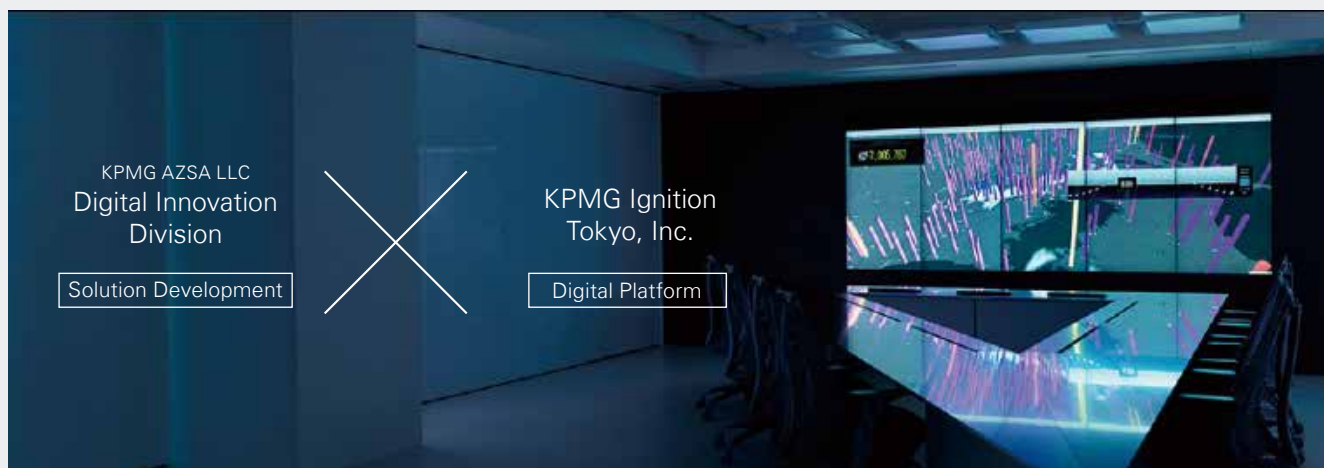 KPMG AZSA LLC
Digital Innovation
Division
Solution Development
KPMG Ignition
Tokyo, Inc.
Digital Platform